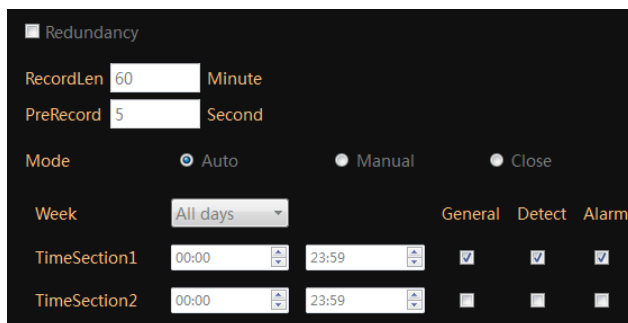 Redundancy
RecordLen 60 Minute
PreRecord 5 Second
Mode Auto Manual Close
Week All days General Detect Alarm
TimeSection1 00:00 23:59
TimeSection2 00:00 23:59